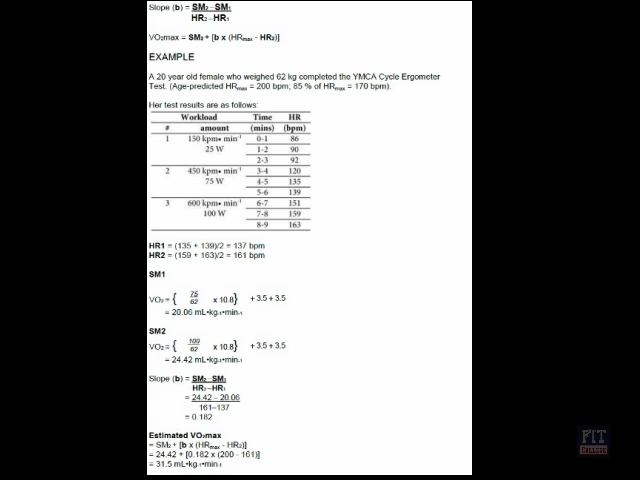 Slope (b) = SM₂ – SM₁
HR₂ – HR₁
VO₂max = SM₂ + [b x (HRmax - HR₂)]
EXAMPLE
A 20 year old female who weighed 62 kg completed the YMCA Cycle Ergometer
Test. (Age-predicted HRmax = 200 bpm; 85 % of HRmax = 170 bpm).
Her test results are as follows:
Workload Time HR
# amount (mins) (bpm)
1 150 kpm• min⁻¹ 0-1 86
25 W 1-2 90
2-3 92
2 450 kpm• min⁻¹ 3-4 120
75 W 4-5 135
5-6 139
3 600 kpm• min⁻¹ 6-7 151
100 W 7-8 159
8-9 163
HR1 = (135 + 139)/2 = 137 bpm
HR2 = (159 + 163)/2 = 161 bpm
SM1
VO₂ = { 75/62 x 10.8} + 3.5 + 3.5
= 20.06 mL•kg-1•min-1
SM2
VO₂ = { 100/62 x 10.8} + 3.5 + 3.5
= 24.42 mL•kg-1•min-1
Slope (b) = SM₂ – SM₁
HR₂ – HR₁
= 24.42 – 20.06
161–137
= 0.182
Estimated VO₂max
= SM₂ + [b x (HRmax - HR₂)]
= 24.42 + [0.182 x (200 - 161)]
= 31.5 mL•kg-1•min-1
FIT